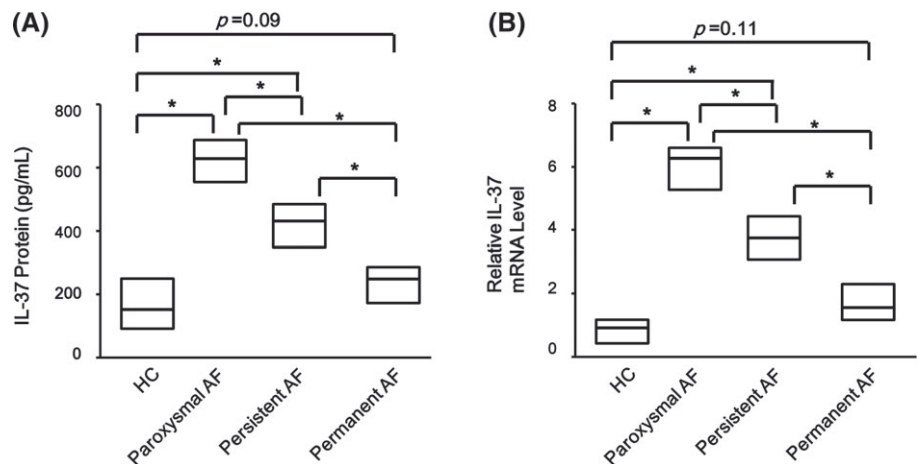 (A)
p=0.09
*
*
*
*
*
IL-37 Protein (pg/mL)
800
600
400
200
0
HC
Paroxysmal AF
Persistent AF
Permanent AF
(B)
p=0.11
*
*
*
*
*
Relative IL-37
mRNA Level
8
6
4
2
0
HC
Paroxysmal AF
Persistent AF
Permanent AF